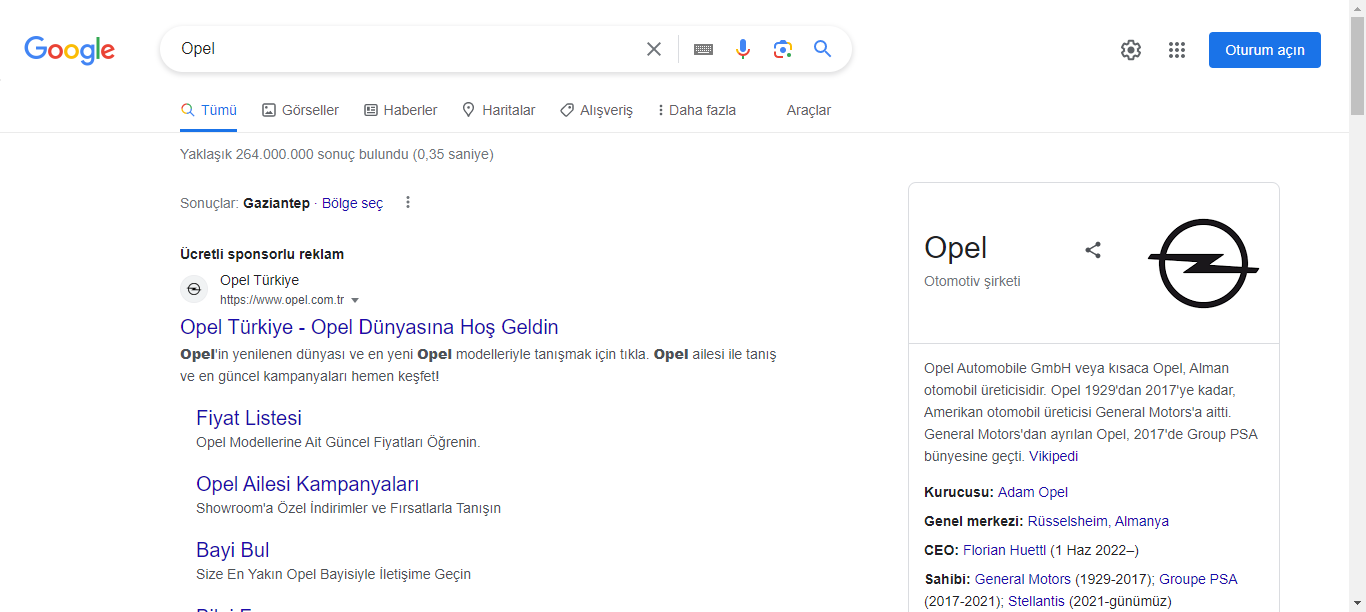 Google
Opel
Oturum açın
Tümü
Görseller
Haberler
Haritalar
Alışveriş
Daha fazla
Araçlar
Yaklaşık 264.000.000 sonuç bulundu (0,35 saniye)
Sonuçlar: Gaziantep · Bölge seç
Ücretli sponsorlu reklam
Opel Türkiye
https://www.opel.com.tr
Opel Türkiye - Opel Dünyasına Hoş Geldin
Opel'in yenilenen dünyası ve en yeni Opel modelleriyle tanışmak için tıkla. Opel ailesi ile tanış
ve en güncel kampanyaları hemen keşfet!
Fiyat Listesi
Opel Modellerine Ait Güncel Fiyatları Öğrenin.
Opel Ailesi Kampanyaları
Showroom'a Özel İndirimler ve Fırsatlarla Tanışın
Bayi Bul
Size En Yakın Opel Bayisiyle İletişime Geçin
Opel
Otomotiv şirketi
Opel Automobile GmbH veya kısaca Opel, Alman
otomobil üreticisidir. Opel 1929'dan 2017'ye kadar,
Amerikan otomobil üreticisi General Motors'a aitti.
General Motors'dan ayrılan Opel, 2017'de Group PSA
bünyesine geçti. Vikipedi
Kurucusu: Adam Opel
Genel merkezi: Rüsselsheim, Almanya
CEO: Florian Huettl (1 Haz 2022–)
Sahibi: General Motors (1929-2017); Groupe PSA
(2017-2021); Stellantis (2021-günümüz)